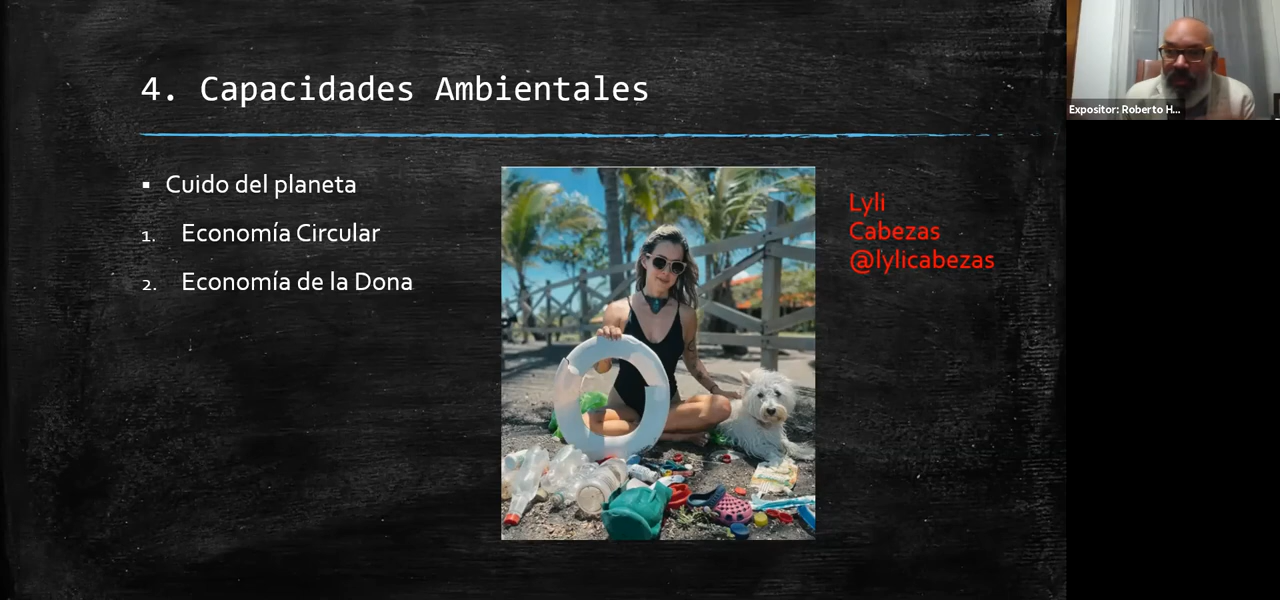 4. Capacidades Ambientales
▪ Cuido del planeta
1. Economía Circular
2. Economía de la Dona
Lyli
Cabezas
@lylicabezas
Expositor: Roberto H...